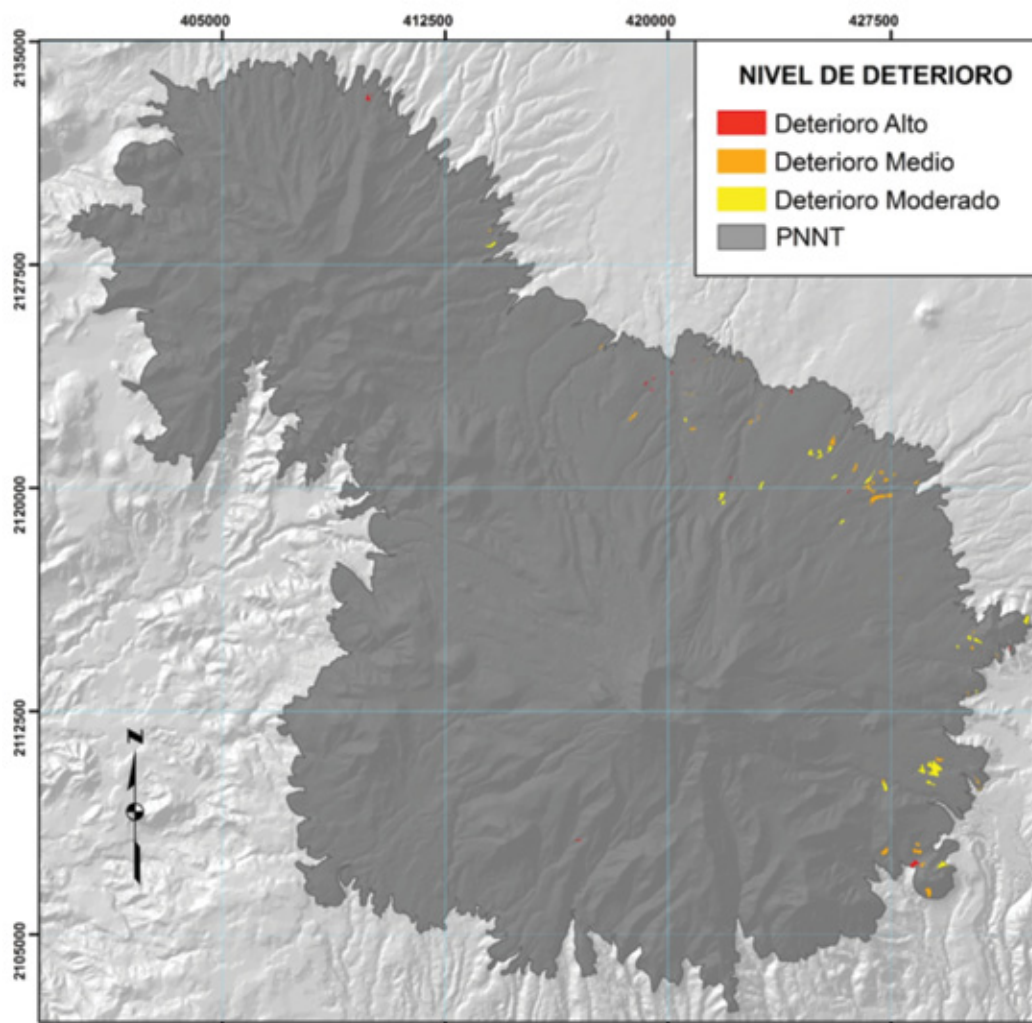 405000
412500
420000
427500
2135000
2127500
2120000
2112500
2105000
NIVEL DE DETERIORO
Deterioro Alto
Deterioro Medio
Deterioro Moderado
PNNT
N